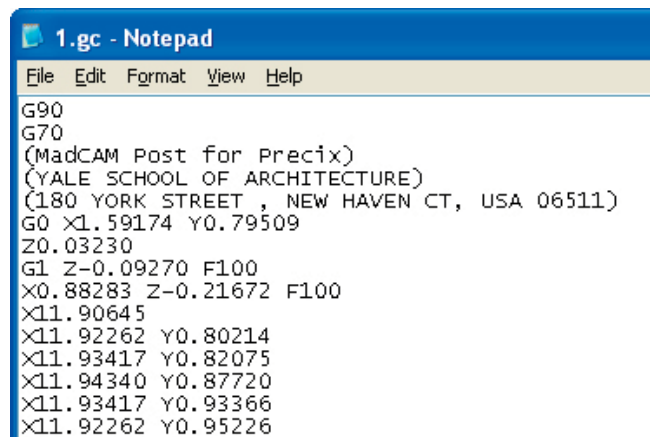 1.gc - Notepad
File Edit Format View Help
G90
G70
(MadCAM Post for Precix)
(YALE SCHOOL OF ARCHITECTURE)
(180 YORK STREET , NEW HAVEN CT, USA 06511)
G0 X1.59174 Y0.79509
Z0.03230
G1 Z-0.09270 F100
X0.88283 Z-0.21672 F100
X11.90645
X11.92262 Y0.80214
X11.93417 Y0.82075
X11.94340 Y0.87720
X11.93417 Y0.93366
X11.92262 Y0.95226